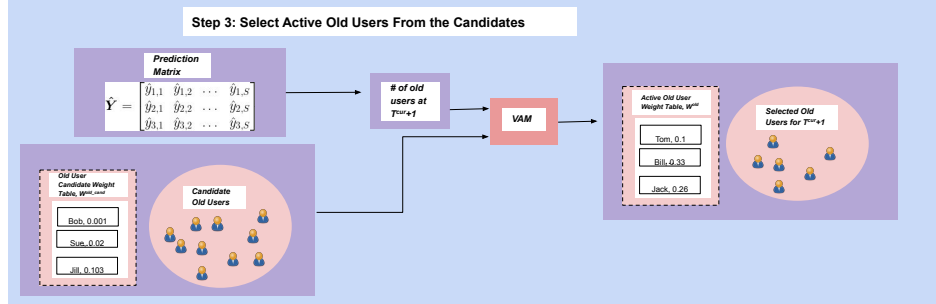 Step 3: Select Active Old Users From the Candidates
Prediction
Matrix
Ŷ = [ŷ1,1 ŷ1,2 ... ŷ1,S
ŷ2,1 ŷ2,2 ... ŷ2,S
ŷ3,1 ŷ3,2 ... ŷ3,S]
# of old
users at
Tcur+1
VAM
Active Old User
Weight Table, Wold
Tom, 0.1
Bill, 0.33
Jack, 0.26
Selected Old
Users for Tcur+1
Old User
Candidate Weight
Table, Wold_cand
Bob, 0.001
Sue, 0.02
Jill, 0.103
Candidate
Old Users